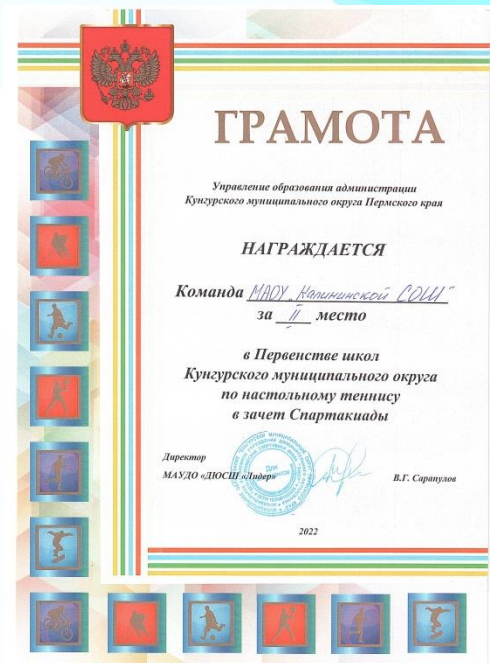 ГРАМОТА
Управление образования администрации
Кунгурского муниципального округа Пермского края
НАГРАЖДАЕТСЯ
Команда МАОУ „Калининской СОШ"
за II место
в Первенстве школ
Кунгурского муниципального округа
по настольному теннису
в зачет Спартакиады
Директор
МАУДО «ДЮСШ «Лидер»
В.Г. Сарапулов
Для
2022